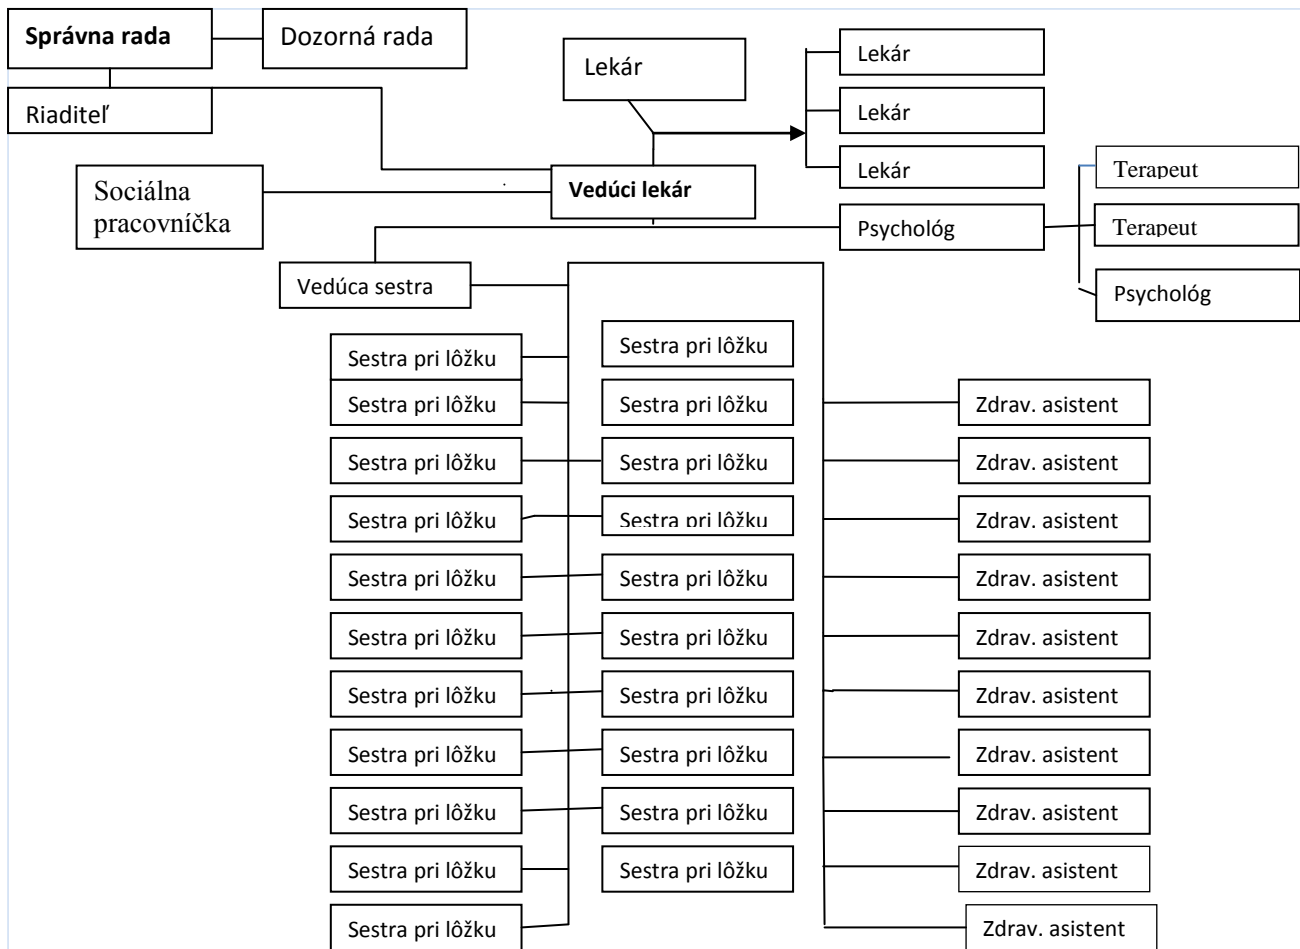 Správna rada
Dozorná rada
Lekár
Lekár
Riaditeľ
Lekár
Lekár
Sociálna
pracovníčka
Vedúci lekár
Terapeut
Psychológ
Terapeut
Vedúca sestra
Psychológ
Sestra pri lôžku
Sestra pri lôžku
Sestra pri lôžku
Sestra pri lôžku
Zdrav. asistent
Sestra pri lôžku
Sestra pri lôžku
Zdrav. asistent
Sestra pri lôžku
Sestra pri lôžku
Zdrav. asistent
Sestra pri lôžku
Sestra pri lôžku
Zdrav. asistent
Sestra pri lôžku
Sestra pri lôžku
Zdrav. asistent
Sestra pri lôžku
Sestra pri lôžku
Zdrav. asistent
Sestra pri lôžku
Sestra pri lôžku
Zdrav. asistent
Sestra pri lôžku
Sestra pri lôžku
Zdrav. asistent
Sestra pri lôžku
Sestra pri lôžku
Zdrav. asistent
Sestra pri lôžku
Zdrav. asistent